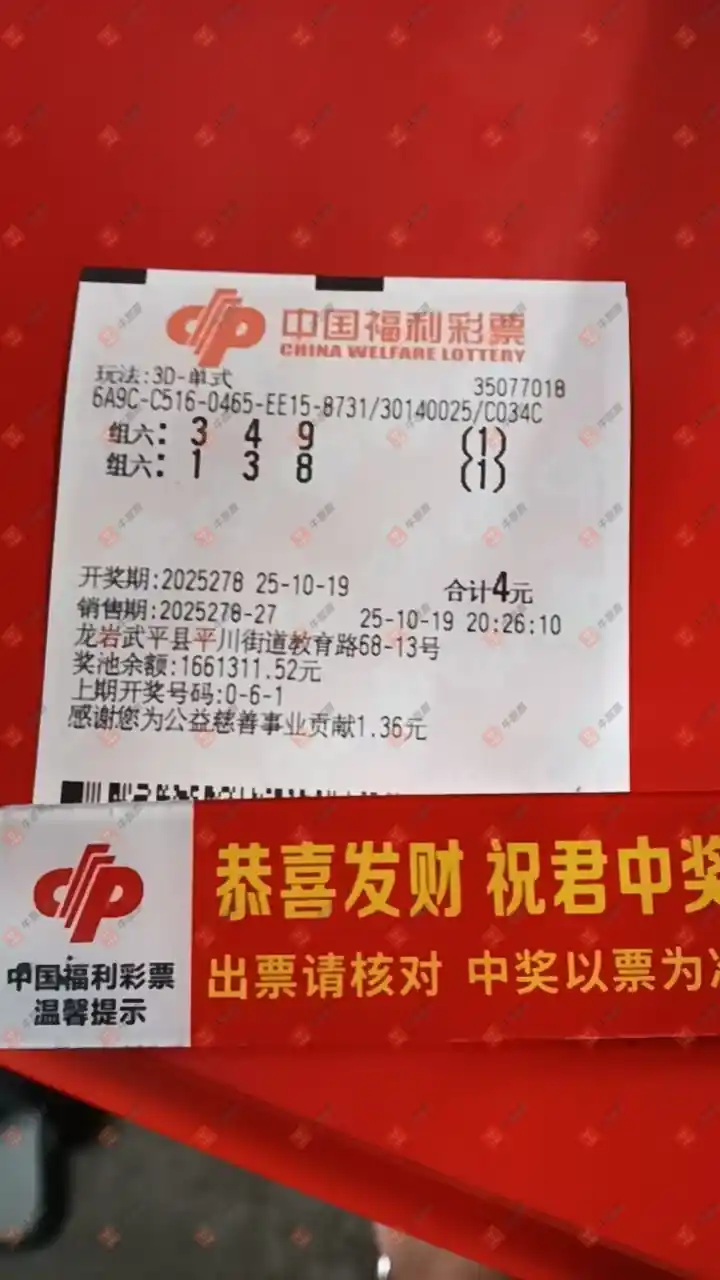 中国福利彩票
CHINA WELFARE LOTTERY
玩法:3D-单式 35077018
6A9C-C516-0465-EE15-8731/30140025/C034C
组六: 3 4 9 (1)
组六: 1 3 8 (1)
开奖期:2025278 25-10-19 合计4元
销售期:2025278-27 25-10-19 20:26:10
龙岩武平县平川街道教育路68-13号
奖池余额:1661311.52元
上期开奖号码:0-6-1
感谢您为公益慈善事业贡献1.36元
恭喜发财 祝君中奖
出票请核对 中奖以票为
中国福利彩票
温馨提示